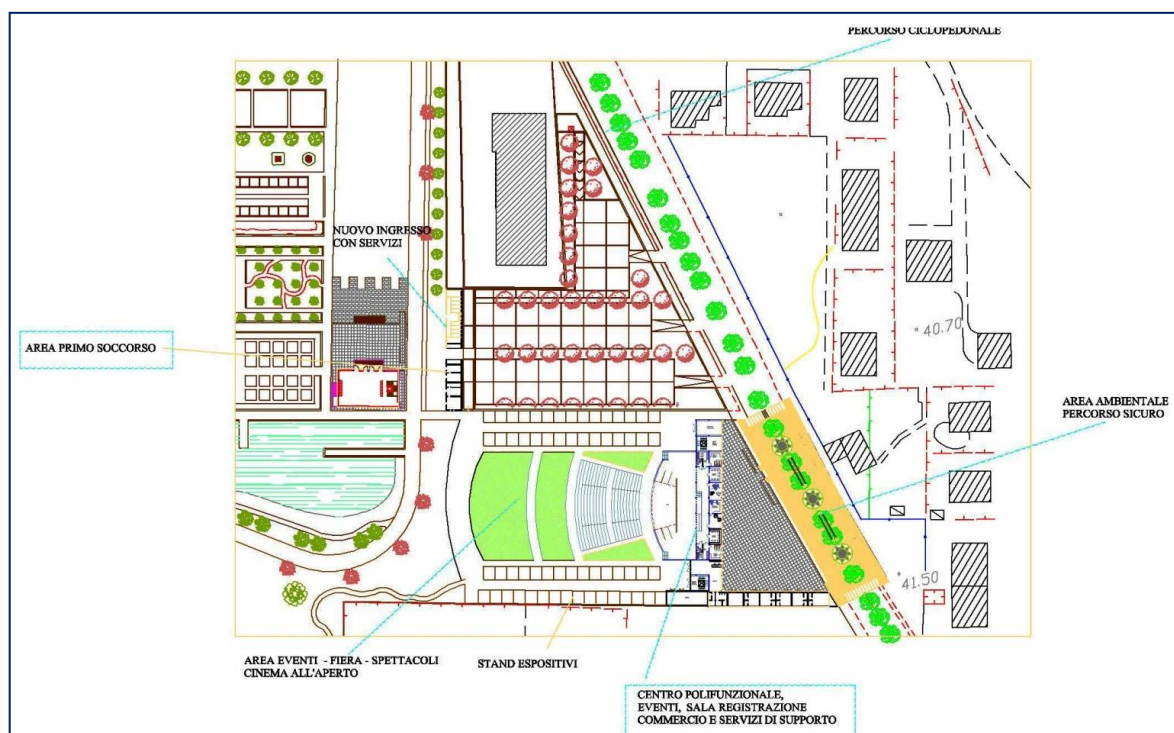 PERCORSO CICLOPEDONALE
NUOVO INGRESSO
CON SERVIZI
40.70
AREA PRIMO SOCCORSO
AREA AMBIENTALE
PERCORSO SICURO
41.50
AREA EVENTI - FIERA - SPETTACOLI
CINEMA ALL'APERTO
STAND ESPOSITIVI
CENTRO POLIFUNZIONALE,
EVENTI, SALA REGISTRAZIONE
COMMERCIO E SERVIZI DI SUPPORTO